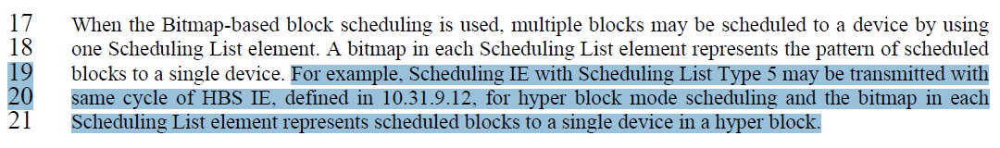 17 When the Bitmap-based block scheduling is used, multiple blocks may be scheduled to a device by using
18 one Scheduling List element. A bitmap in each Scheduling List element represents the pattern of scheduled
19 blocks to a single device. For example, Scheduling IE with Scheduling List Type 5 may be transmitted with
20 same cycle of HBS IE, defined in 10.31.9.12, for hyper block mode scheduling and the bitmap in each
21 Scheduling List element represents scheduled blocks to a single device in a hyper block.